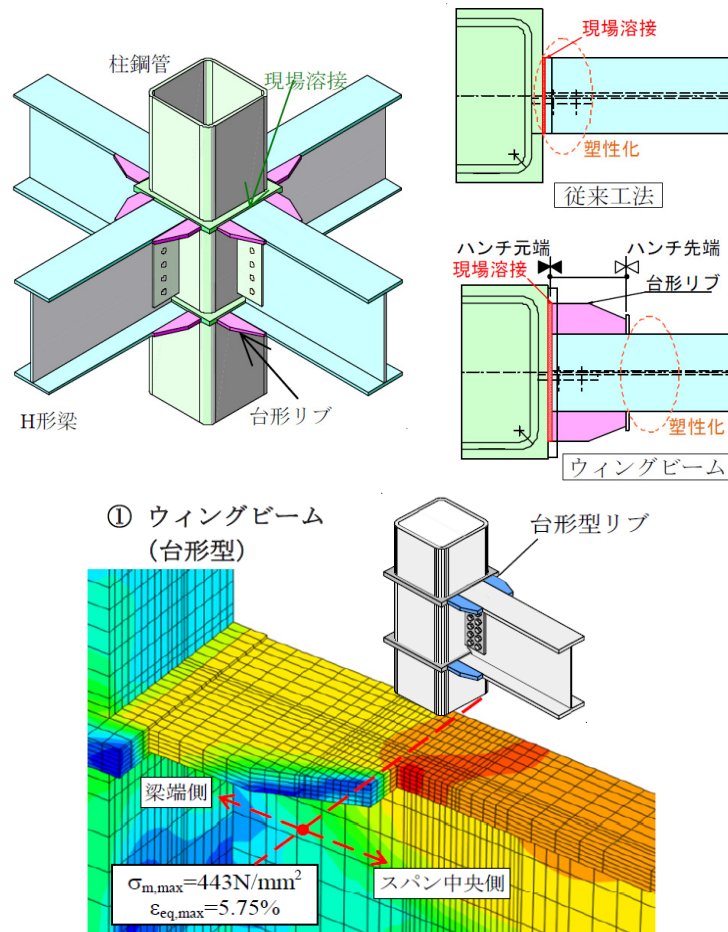 柱鋼管
現場溶接
H形梁
台形リブ
現場溶接
塑性化
従来工法
ハンチ元端
ハンチ先端
現場溶接
台形リブ
塑性化
ウィングビーム
① ウィングビーム
(台形型)
台形型リブ
梁端側
スパン中央側
σm,max=443N/mm²
εeq,max=5.75%